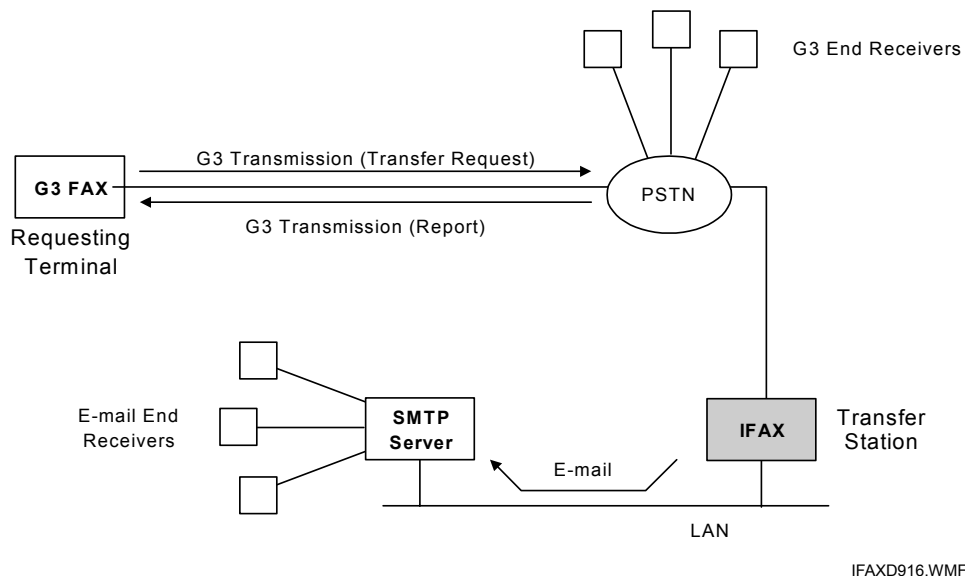 G3 End Receivers
G3 Transmission (Transfer Request)
G3 FAX
PSTN
G3 Transmission (Report)
Requesting
Terminal
E-mail End
Receivers
SMTP
Server
IFAX
Transfer
Station
E-mail
LAN
IFAXD916.WMF